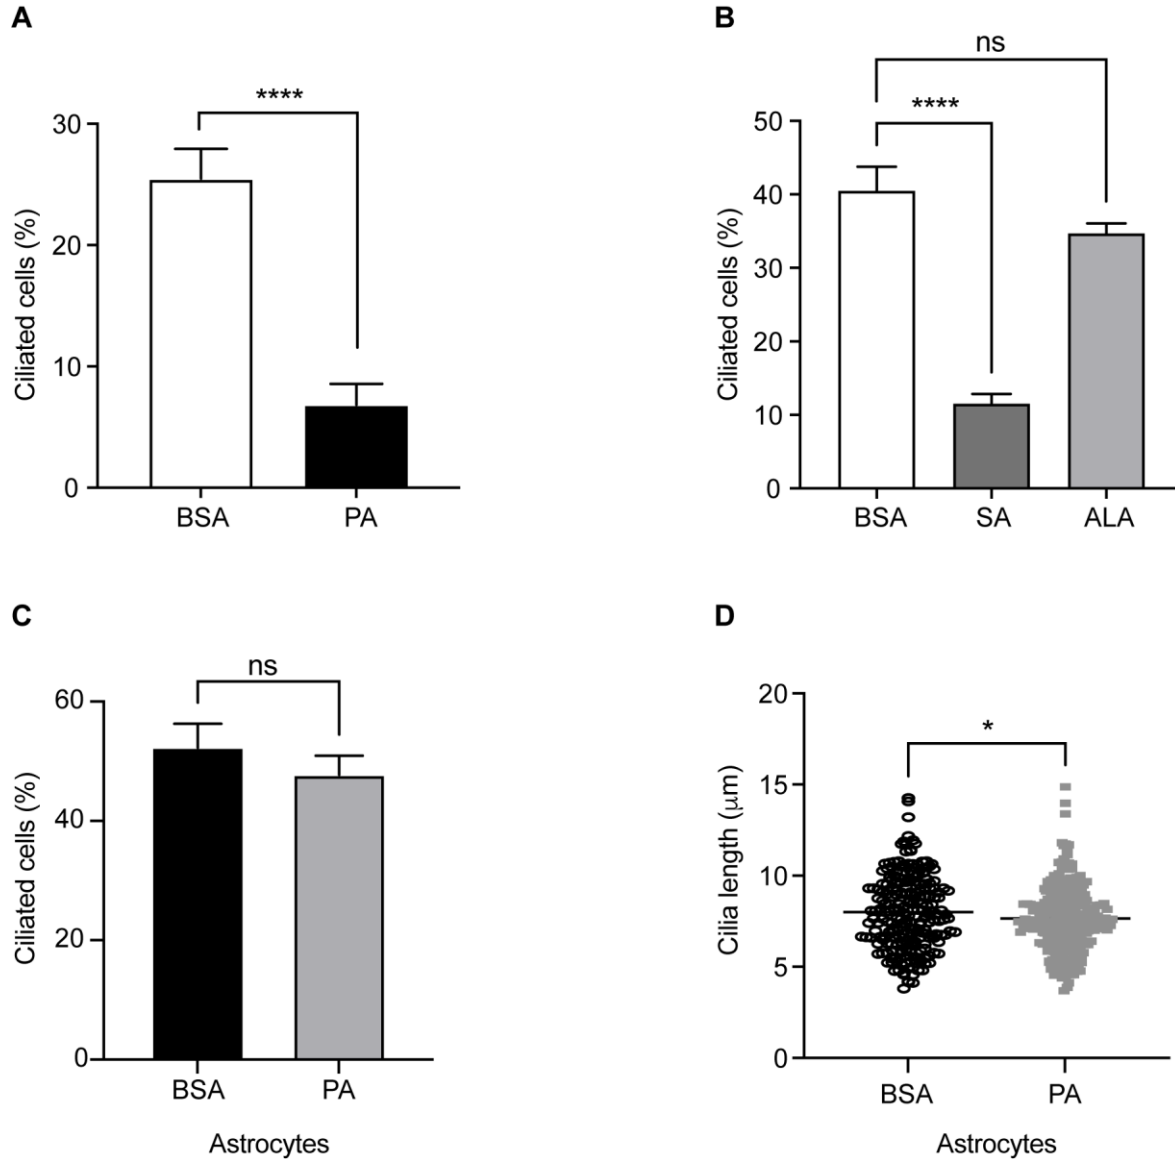 A
****
Ciliated cells (%)
30
20
10
0
BSA PA
B
ns
****
Ciliated cells (%)
50
40
30
20
10
0
BSA SA ALA
C
ns
Ciliated cells (%)
60
40
20
0
BSA PA
Astrocytes
D
*
Cilia length (μm)
20
15
10
5
0
BSA PA
Astrocytes